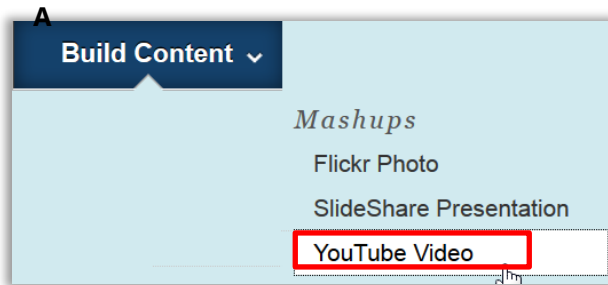 A
Build Content
Mashups
Flickr Photo
SlideShare Presentation
YouTube Video